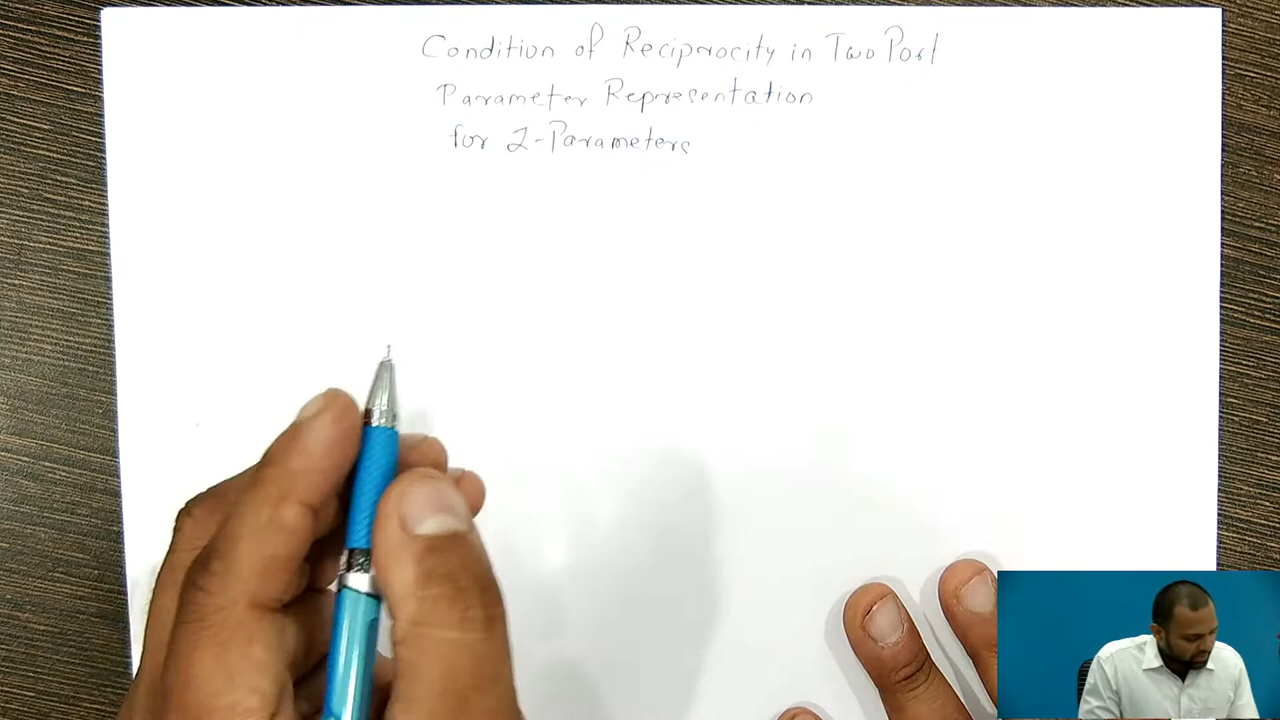 Condition of Reciprocity in Two Port
Parameter Representation
for Z-Parameters